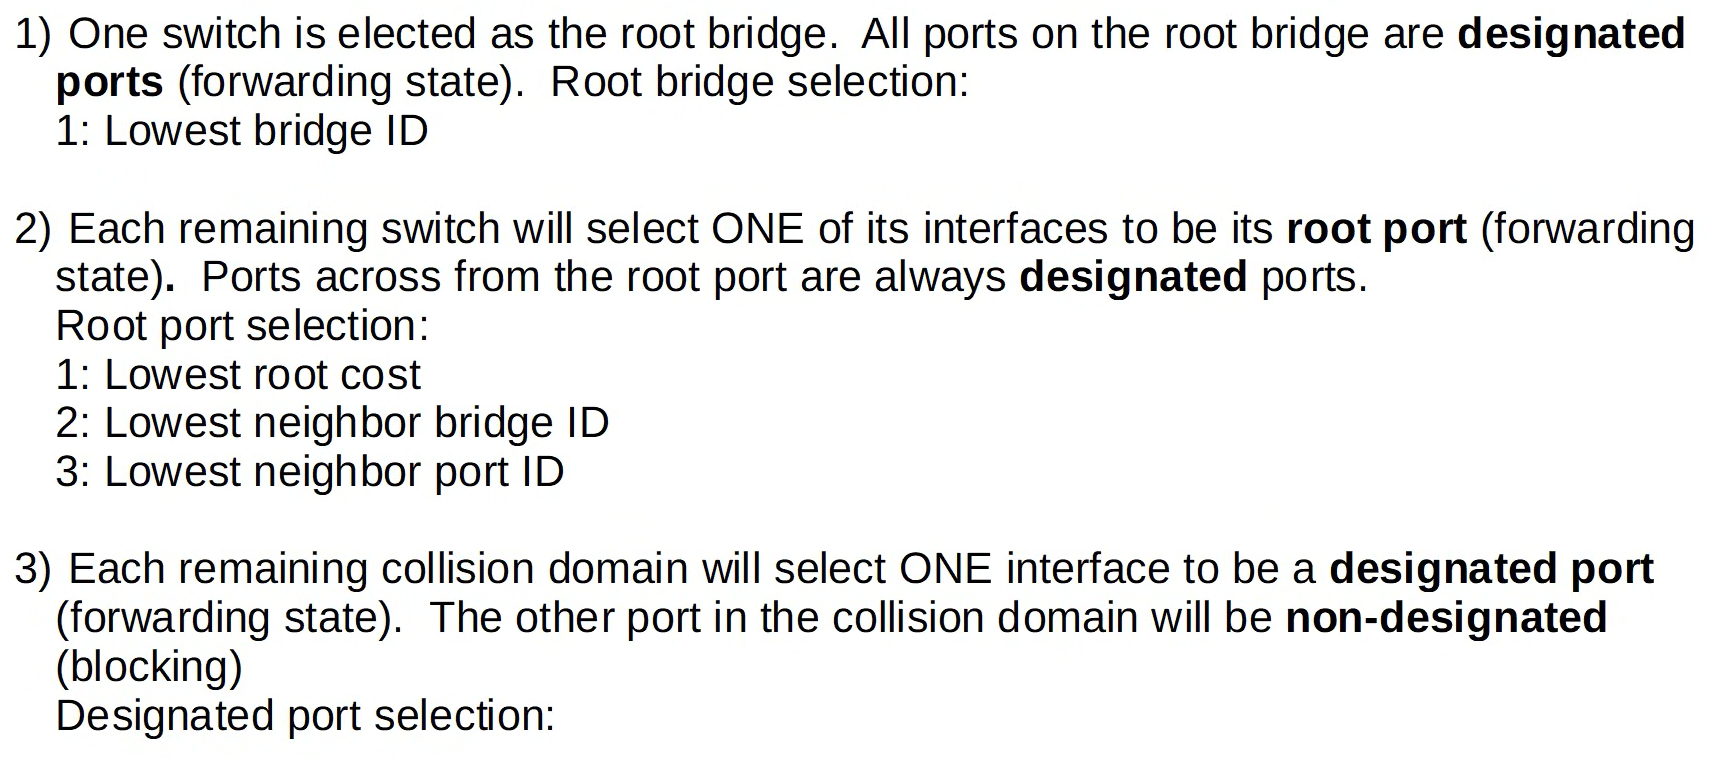 1) One switch is elected as the root bridge.  All ports on the root bridge are designated
ports (forwarding state).  Root bridge selection:
1: Lowest bridge ID
2) Each remaining switch will select ONE of its interfaces to be its root port (forwarding
state).  Ports across from the root port are always designated ports.
Root port selection:
1: Lowest root cost
2: Lowest neighbor bridge ID
3: Lowest neighbor port ID
3) Each remaining collision domain will select ONE interface to be a designated port
(forwarding state).  The other port in the collision domain will be non-designated
(blocking)
Designated port selection: